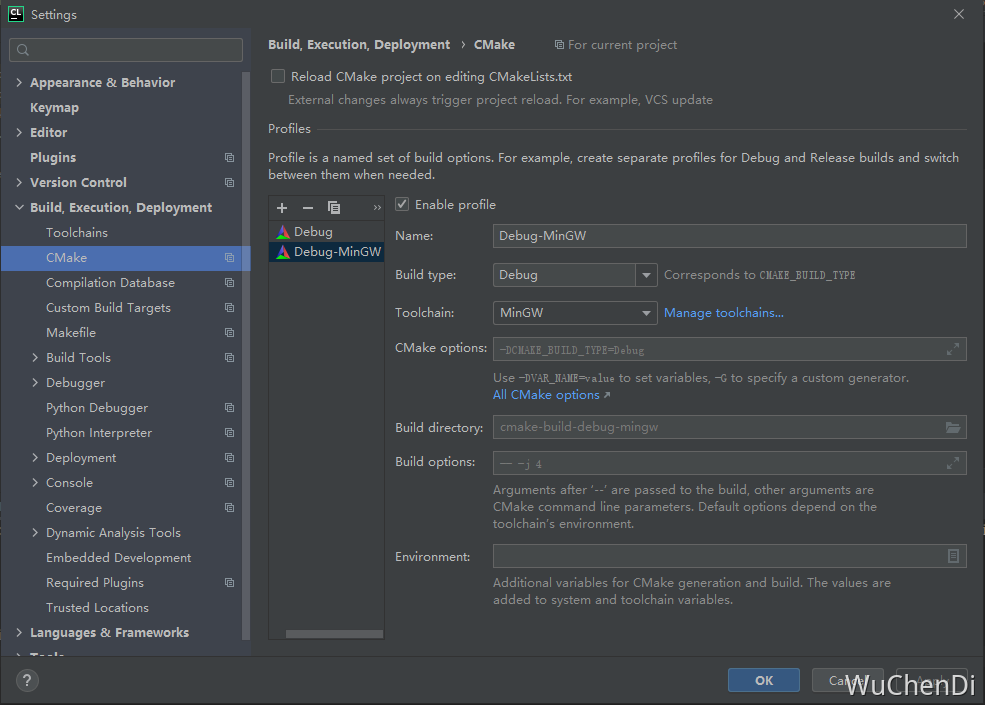 CL Settings
Build, Execution, Deployment › CMake For current project
Reload CMake project on editing CMakeLists.txt
External changes always trigger project reload. For example, VCS update
Profiles
Profile is a named set of build options. For example, create separate profiles for Debug and Release builds and switch
between them when needed.
Appearance & Behavior
Keymap
Editor
Plugins
Version Control
Build, Execution, Deployment
Toolchains
CMake
Compilation Database
Custom Build Targets
Makefile
Build Tools
Debugger
Python Debugger
Python Interpreter
Deployment
Console
Coverage
Dynamic Analysis Tools
Embedded Development
Required Plugins
Trusted Locations
Languages & Frameworks
Tools
Debug
Debug-MinGW
Enable profile
Name: Debug-MinGW
Build type: Debug Corresponds to CMAKE_BUILD_TYPE
Toolchain: MinGW Manage toolchains...
CMake options: -DCMAKE_BUILD_TYPE=Debug
Use -DVAR_NAME=value to set variables, -G to specify a custom generator.
All CMake options ↗
Build directory: cmake-build-debug-mingw
Build options: -- -j 4
Arguments after '--' are passed to the build, other arguments are
CMake command line parameters. Default options depend on the
toolchain's environment.
Environment:
Additional variables for CMake generation and build. The values are
added to system and toolchain variables.
? OK Cancel Apply
WuChenDi